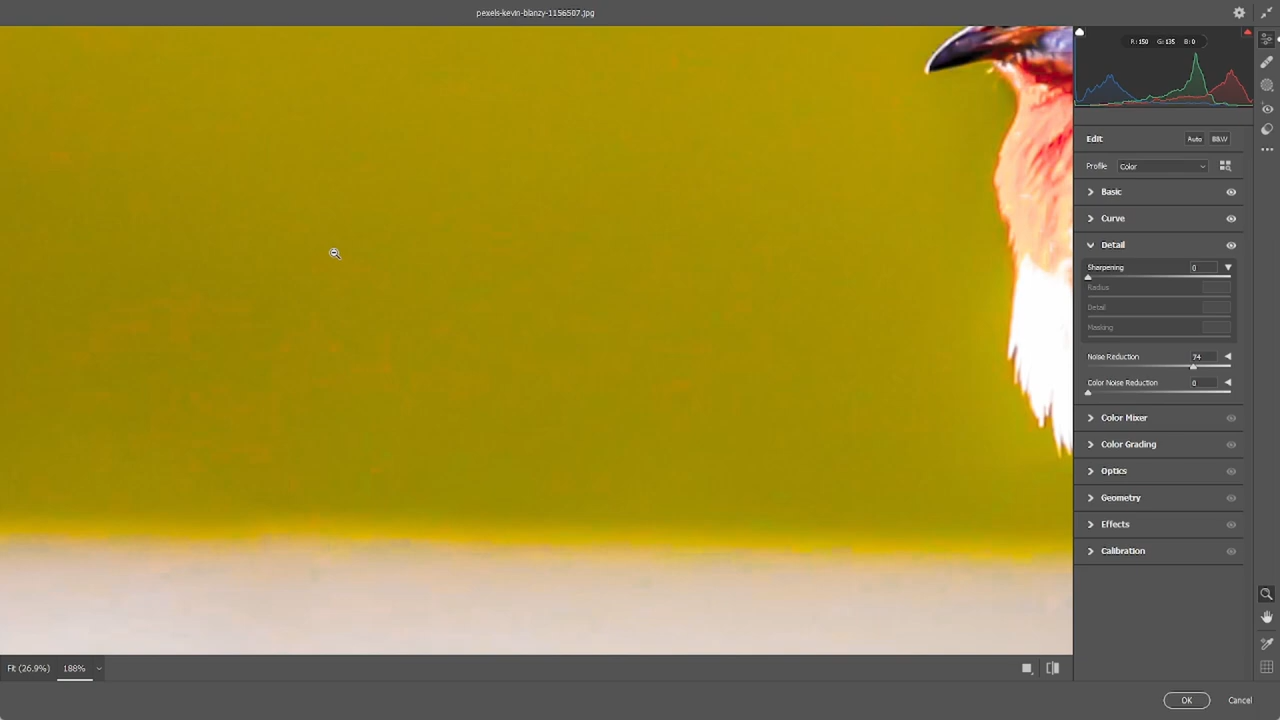 pexels-kevin-blanzy-1156507.jpg
R: 150 G: 135 B: 0
Edit Auto B&W
Profile Color
Basic
Curve
Detail
Sharpening 0
Radius
Detail
Masking
Noise Reduction 74
Color Noise Reduction 0
Color Mixer
Color Grading
Optics
Geometry
Effects
Calibration
Fit (26.9%) 188%
OK Cancel